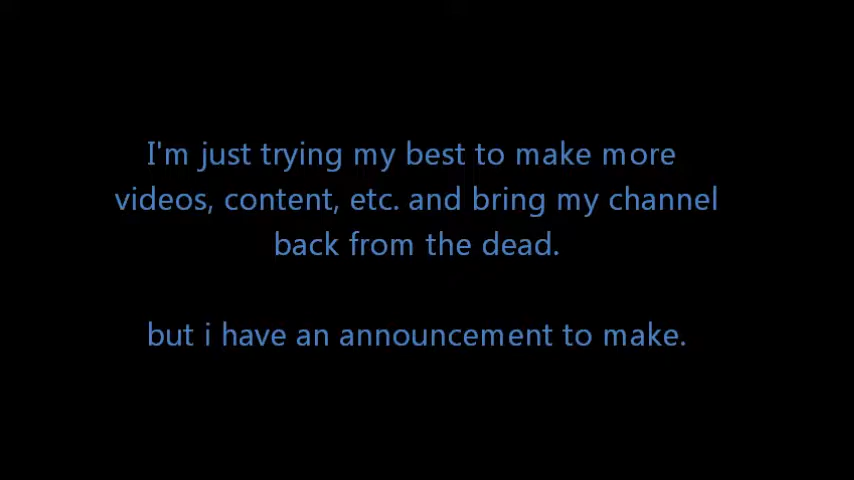 I'm just trying my best to make more
videos, content, etc. and bring my channel
back from the dead.
but i have an announcement to make.